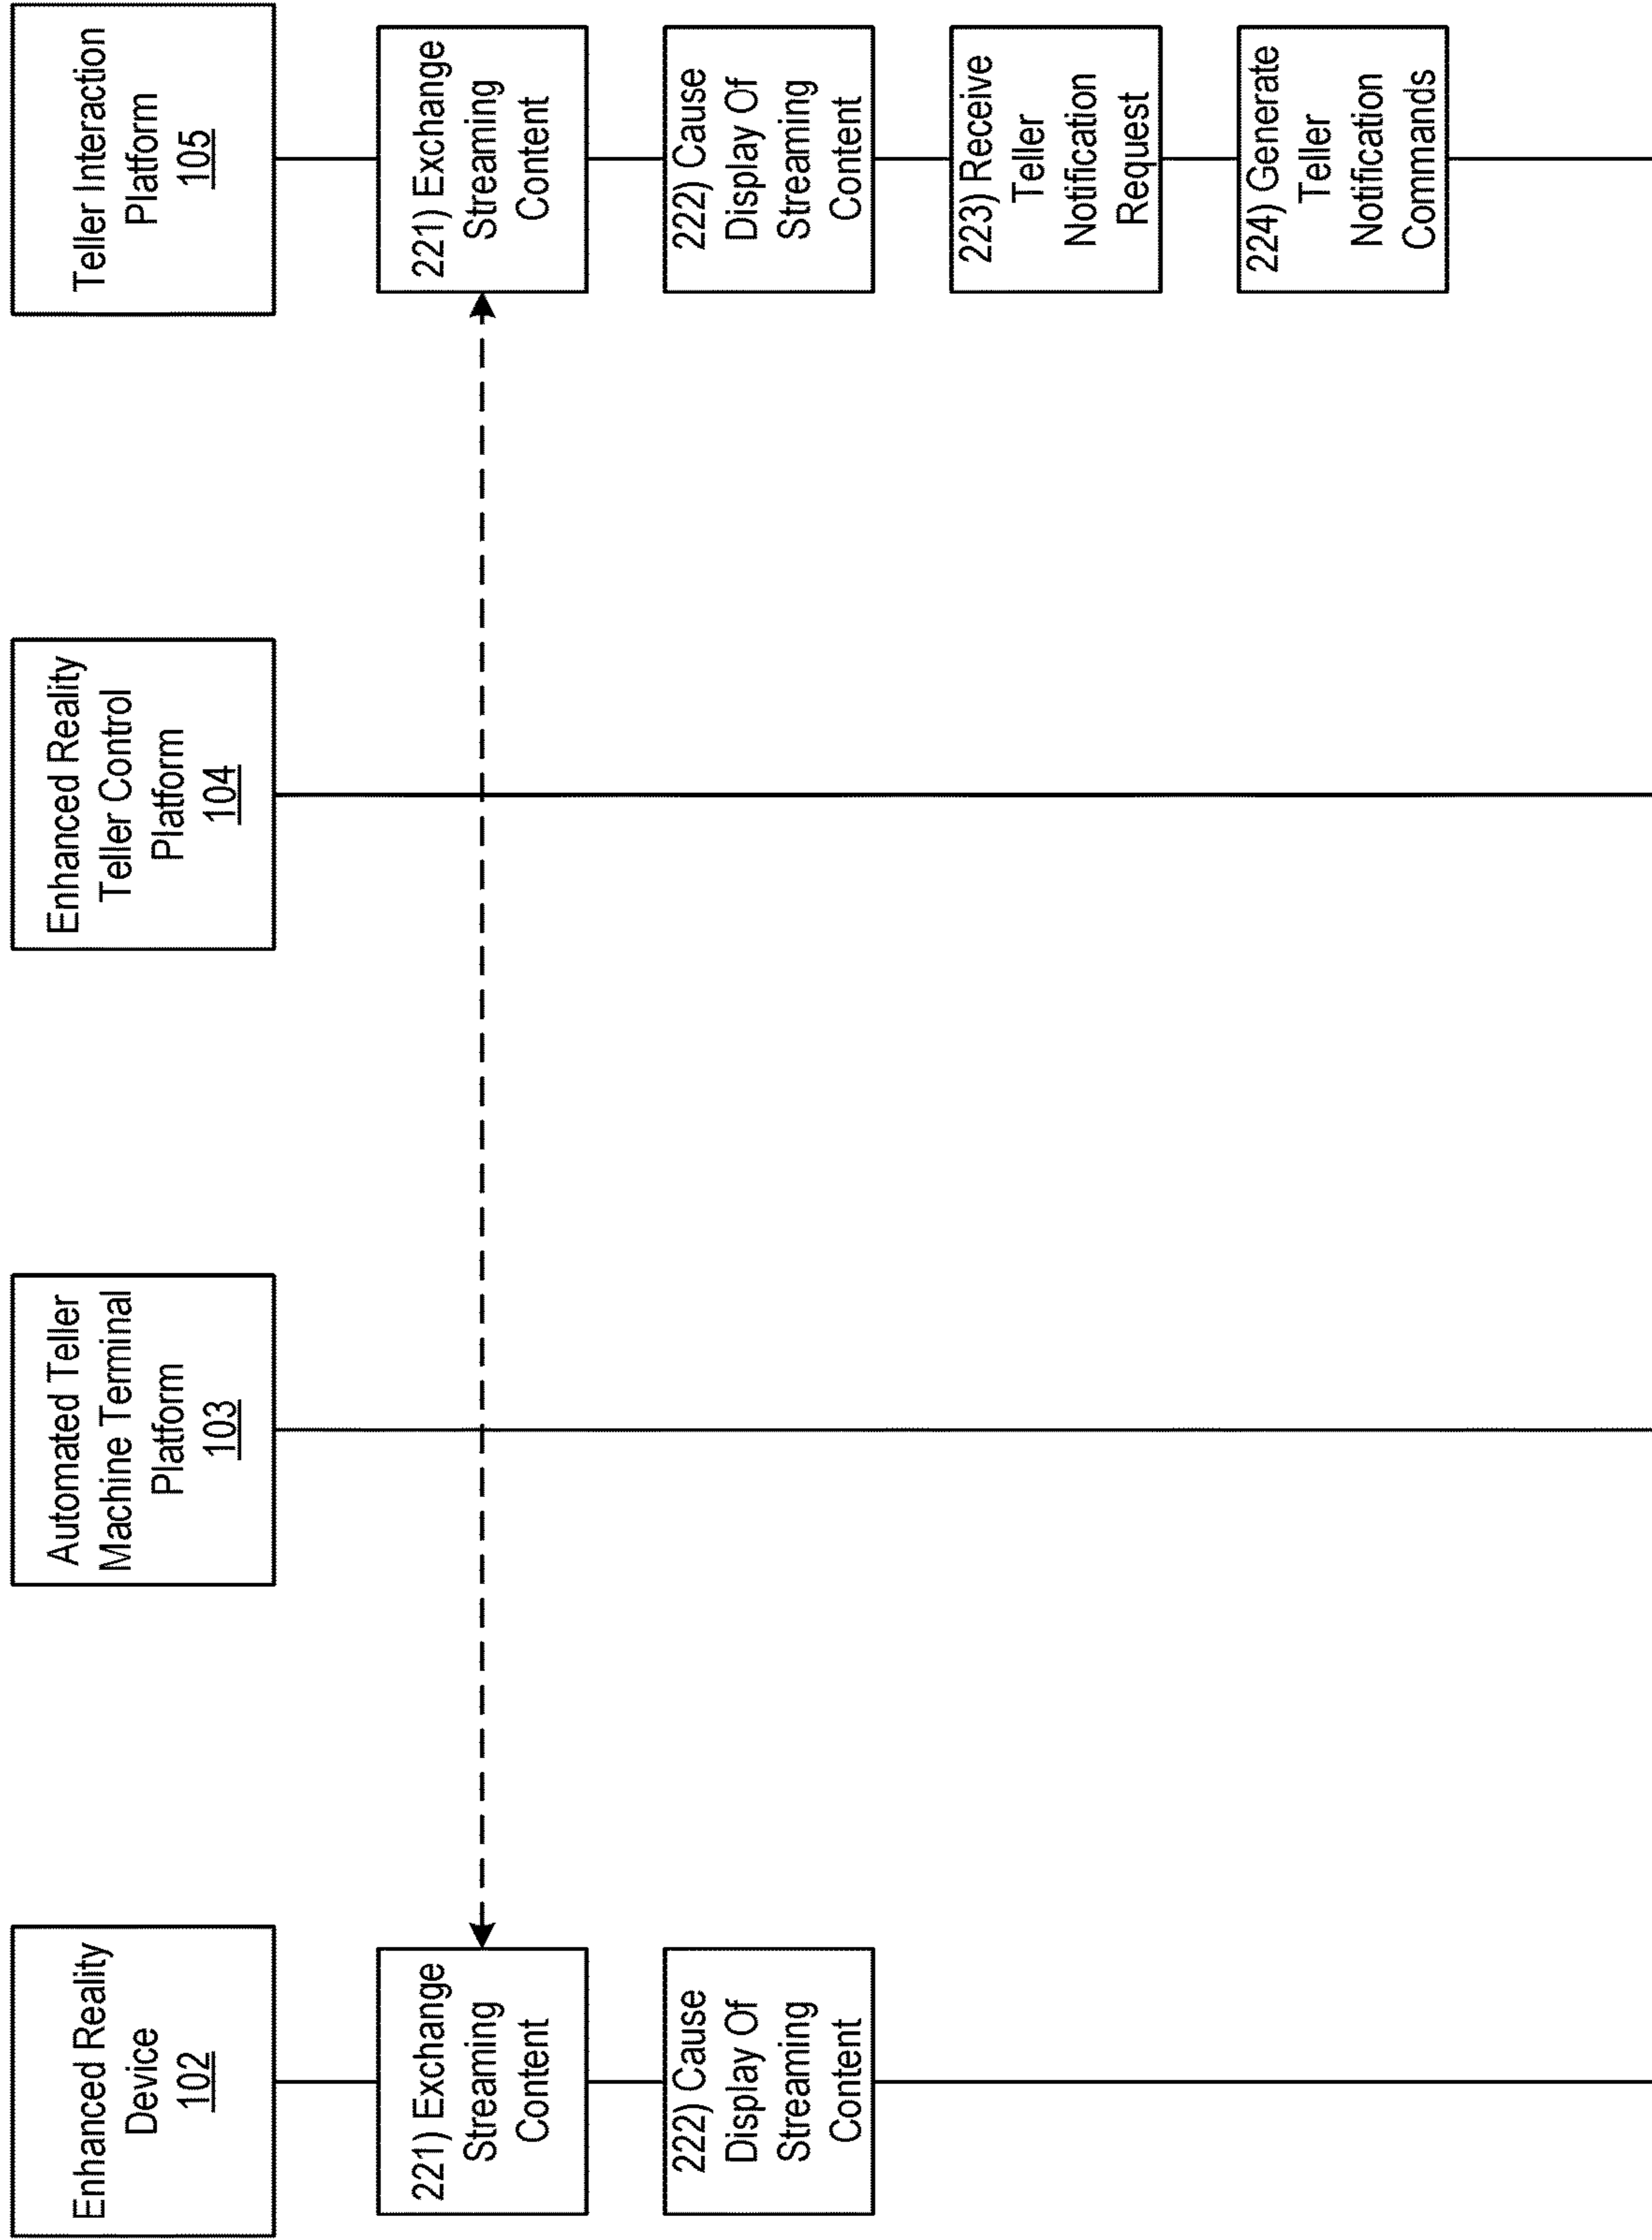 Enhanced Reality
Device
102
Automated Teller
Machine Terminal
Platform
103
Enhanced Reality
Teller Control
Platform
104
Teller Interaction
Platform
105
221) Exchange
Streaming
Content
221) Exchange
Streaming
Content
222) Cause
Display Of
Streaming
Content
222) Cause
Display Of
Streaming
Content
223) Receive
Teller
Notification
Request
224) Generate
Teller
Notification
Commands